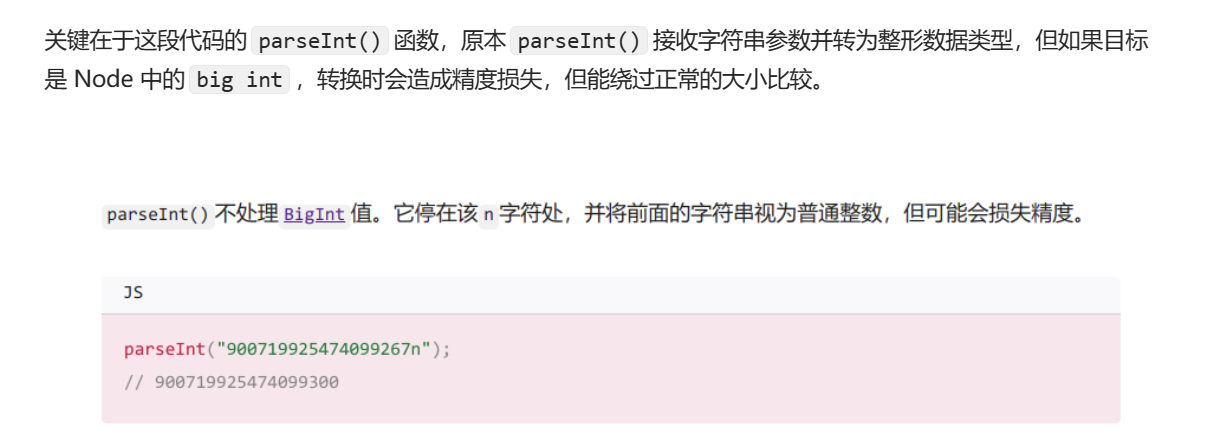 关键在于这段代码的 parseInt() 函数，原本 parseInt() 接收字符串参数并转为整形数据类型，但如果目标
是 Node 中的 big int ，转换时会造成精度损失，但能绕过正常的大小比较。
parseInt() 不处理 BigInt 值。它停在该 n 字符处，并将前面的字符串视为普通整数，但可能会损失精度。
JS
parseInt("900719925474099267n");
// 900719925474099300